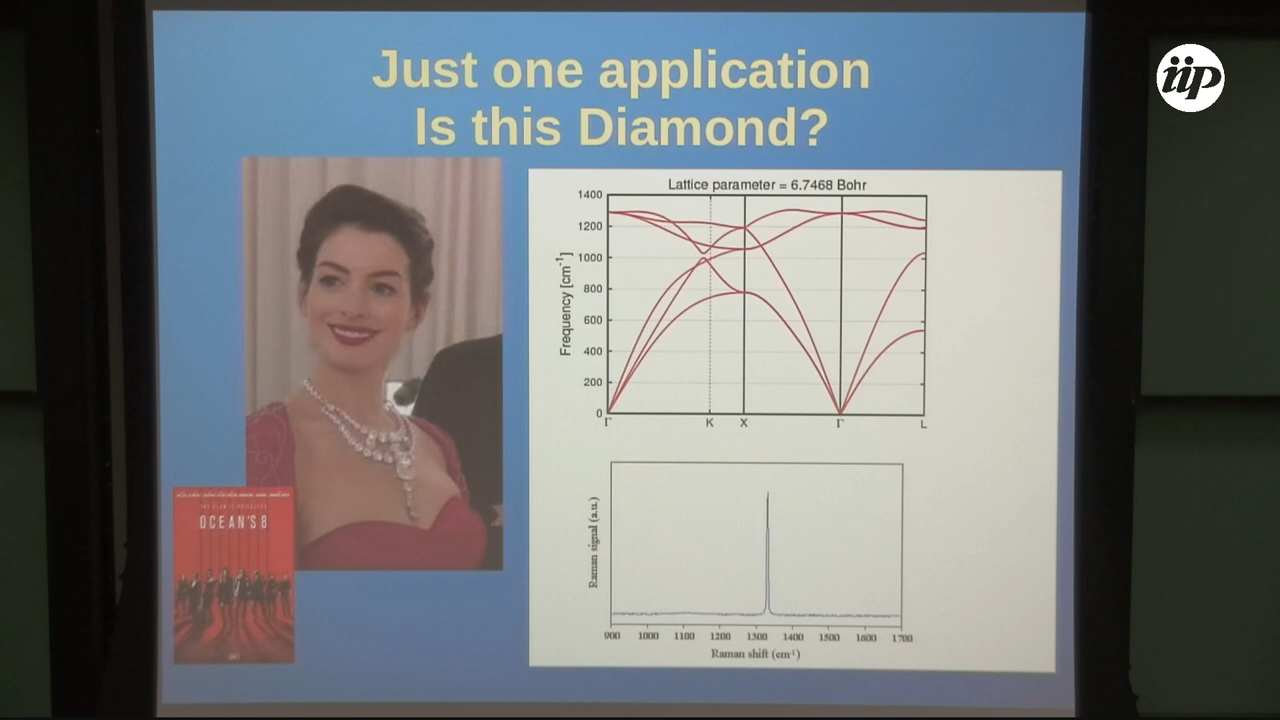 iip
Just one application
Is this Diamond?
Lattice parameter = 6.7468 Bohr
Frequency [cm-1]
1400
1200
1000
800
600
400
200
0
Γ K X Γ L
OCEAN'S 8
Raman signal (a.u.)
900 1000 1100 1200 1300 1400 1500 1600 1700
Raman shift (cm-1)